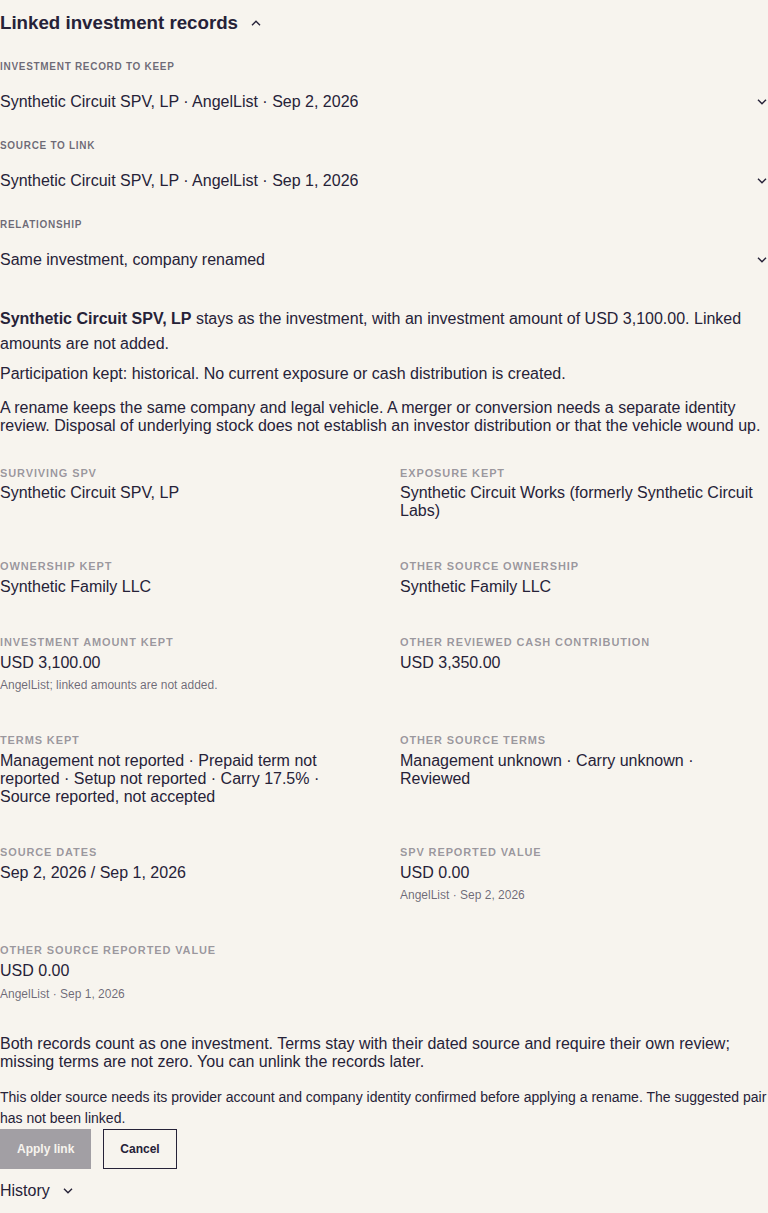 Linked investment records
INVESTMENT RECORD TO KEEP
Synthetic Circuit SPV, LP · AngelList · Sep 2, 2026
SOURCE TO LINK
Synthetic Circuit SPV, LP · AngelList · Sep 1, 2026
RELATIONSHIP
Same investment, company renamed
Synthetic Circuit SPV, LP stays as the investment, with an investment amount of USD 3,100.00. Linked
amounts are not added.
Participation kept: historical. No current exposure or cash distribution is created.
A rename keeps the same company and legal vehicle. A merger or conversion needs a separate identity
review. Disposal of underlying stock does not establish an investor distribution or that the vehicle wound up.
SURVIVING SPV
Synthetic Circuit SPV, LP
EXPOSURE KEPT
Synthetic Circuit Works (formerly Synthetic Circuit
Labs)
OWNERSHIP KEPT
Synthetic Family LLC
OTHER SOURCE OWNERSHIP
Synthetic Family LLC
INVESTMENT AMOUNT KEPT
USD 3,100.00
AngelList; linked amounts are not added.
OTHER REVIEWED CASH CONTRIBUTION
USD 3,350.00
TERMS KEPT
Management not reported · Prepaid term not
reported · Setup not reported · Carry 17.5% ·
Source reported, not accepted
OTHER SOURCE TERMS
Management unknown · Carry unknown ·
Reviewed
SOURCE DATES
Sep 2, 2026 / Sep 1, 2026
SPV REPORTED VALUE
USD 0.00
AngelList · Sep 2, 2026
OTHER SOURCE REPORTED VALUE
USD 0.00
AngelList · Sep 1, 2026
Both records count as one investment. Terms stay with their dated source and require their own review;
missing terms are not zero. You can unlink the records later.
This older source needs its provider account and company identity confirmed before applying a rename. The suggested pair
has not been linked.
Apply link
Cancel
History